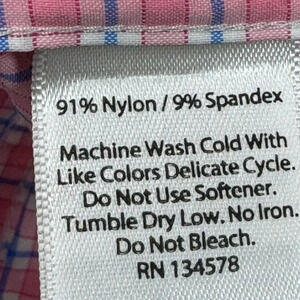 91% Nylon / 9% Spandex
Machine Wash Cold With
Like Colors Delicate Cycle.
Do Not Use Softener.
Tumble Dry Low. No Iron.
Do Not Bleach.
RN 134578